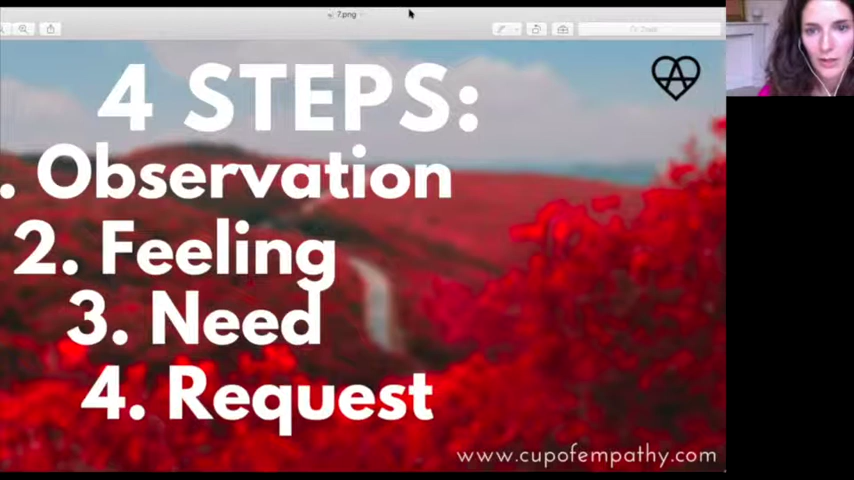 7.png
4 STEPS:
. Observation
2. Feeling
3. Need
4. Request
www.cupofempathy.com